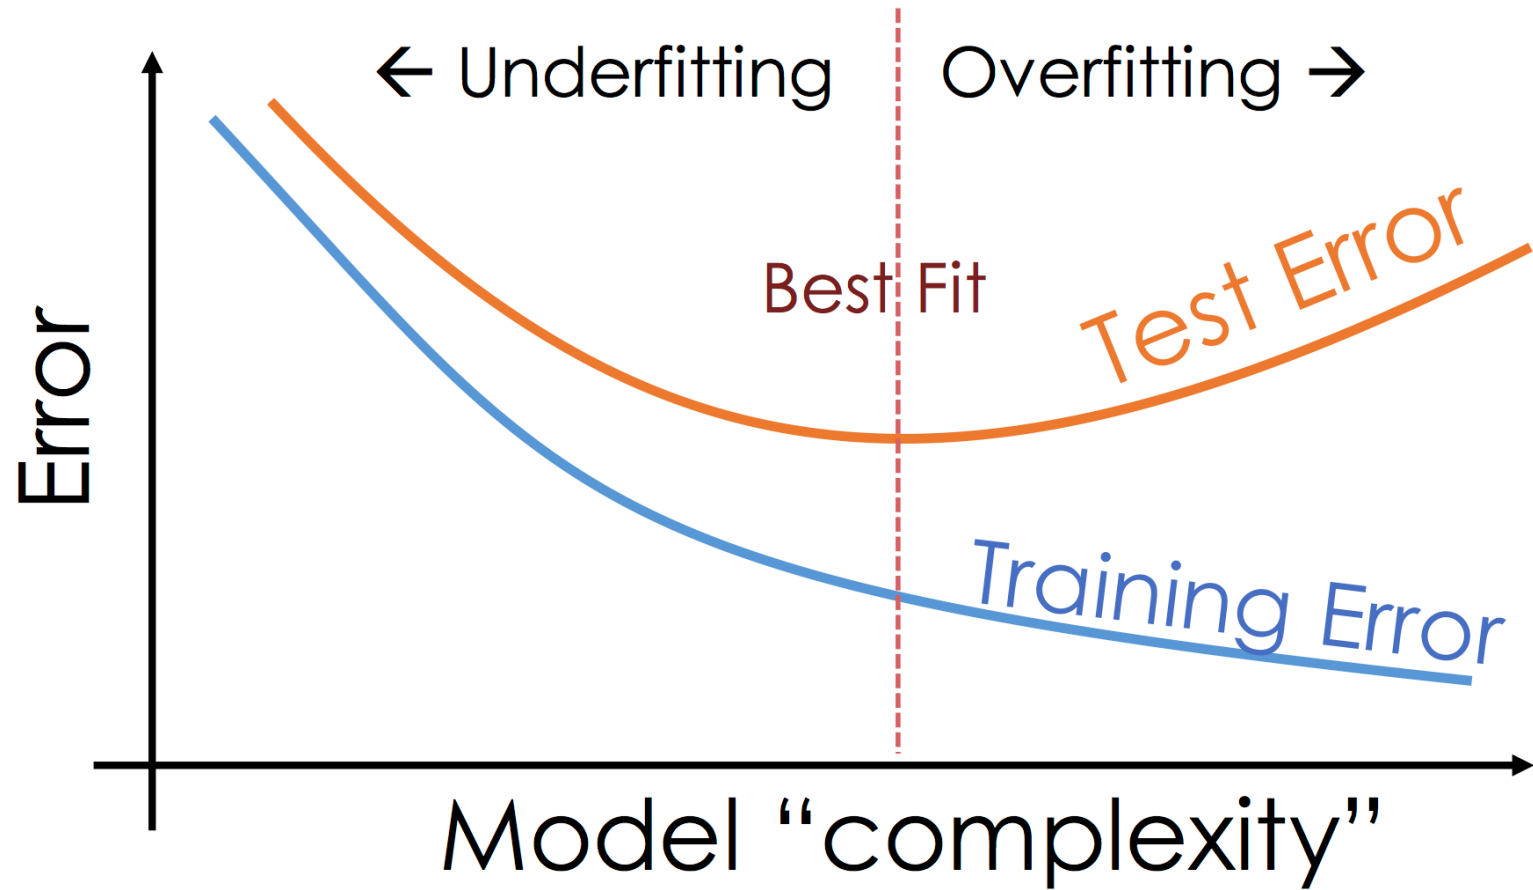 ← Underfitting
Overfitting →
Best Fit
Test Error
Error
Training Error
Model “complexity”